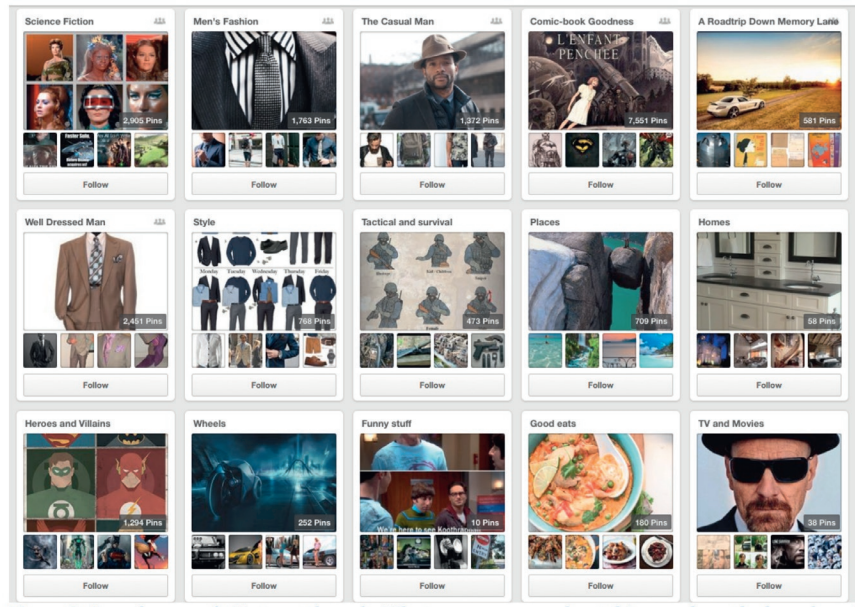 Science Fiction
Men's Fashion
The Casual Man
Comic-book Goodness
A Roadtrip Down Memory Lane
L'ENFANT
PENCHÉE
2,905 Pins
1,763 Pins
1,372 Pins
7,551 Pins
581 Pins
Follow
Follow
Follow
Follow
Follow
Well Dressed Man
Style
Tactical and survival
Places
Homes
Monday Tuesday Wednesday Thursday Friday
Female
2,451 Pins
768 Pins
473 Pins
709 Pins
58 Pins
Follow
Follow
Follow
Follow
Follow
Heroes and Villains
Wheels
Funny stuff
Good eats
TV and Movies
We're here to see Koothrappali
1,294 Pins
252 Pins
10 Pins
180 Pins
38 Pins
Follow
Follow
Follow
Follow
Follow